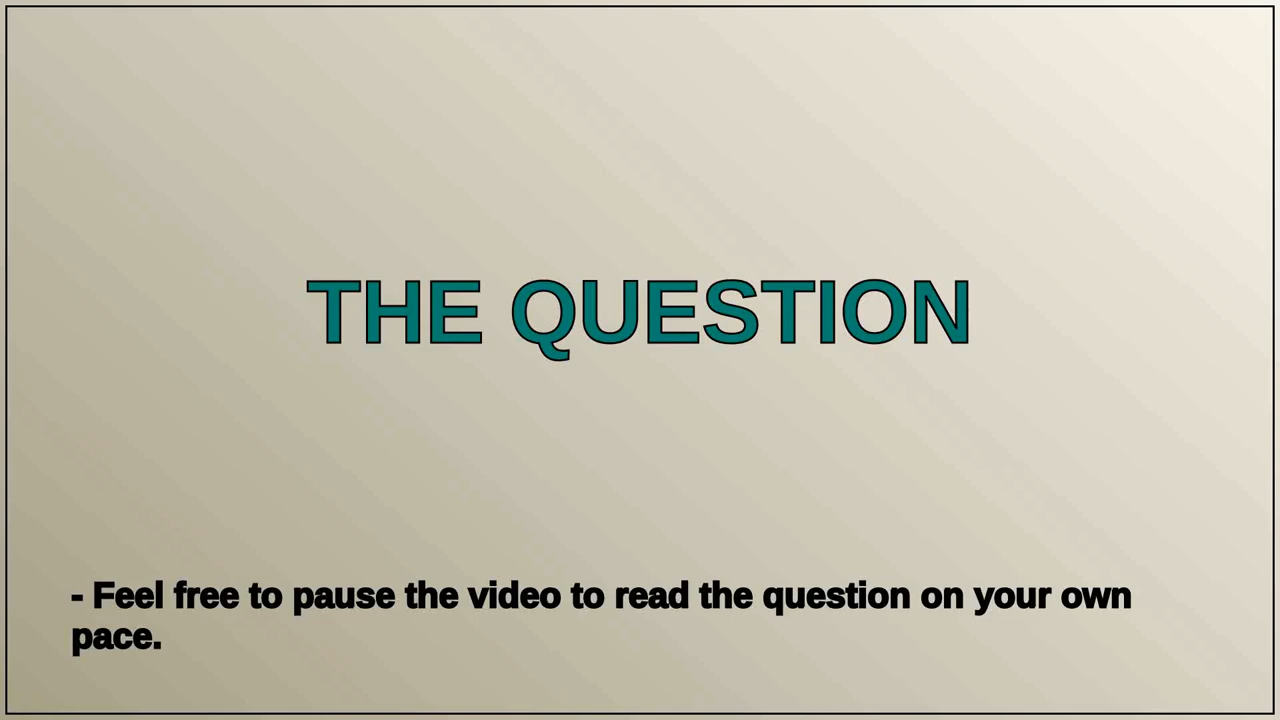 THE QUESTION
- Feel free to pause the video to read the question on your own
pace.